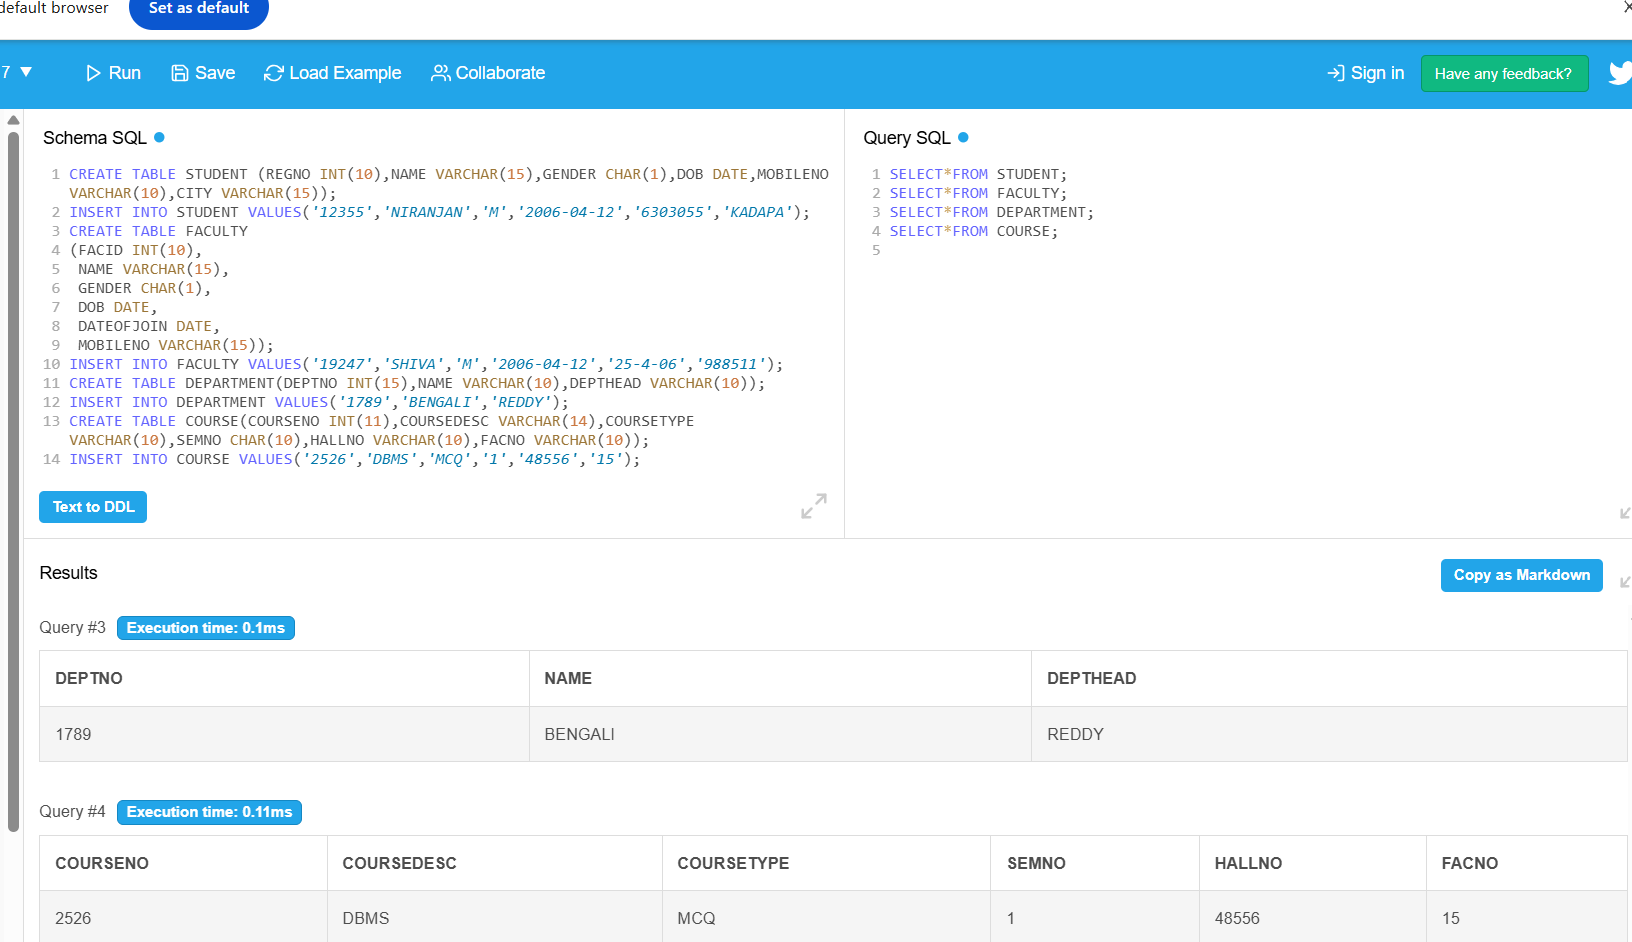 default browser Set as default
7 ▼ Run Save Load Example Collaborate Sign in Have any feedback?
Schema SQL
1 CREATE TABLE STUDENT (REGNO INT(10),NAME VARCHAR(15),GENDER CHAR(1),DOB DATE,MOBILENO
VARCHAR(10),CITY VARCHAR(15));
2 INSERT INTO STUDENT VALUES('12355','NIRANJAN','M','2006-04-12','6303055','KADAPA');
3 CREATE TABLE FACULTY
4 (FACID INT(10),
5 NAME VARCHAR(15),
6 GENDER CHAR(1),
7 DOB DATE,
8 DATEOFJOIN DATE,
9 MOBILENO VARCHAR(15));
10 INSERT INTO FACULTY VALUES('19247','SHIVA','M','2006-04-12','25-4-06','988511');
11 CREATE TABLE DEPARTMENT(DEPTNO INT(15),NAME VARCHAR(10),DEPTHEAD VARCHAR(10));
12 INSERT INTO DEPARTMENT VALUES('1789','BENGALI','REDDY');
13 CREATE TABLE COURSE(COURSENO INT(11),COURSEDESC VARCHAR(14),COURSETYPE
VARCHAR(10),SEMNO CHAR(10),HALLNO VARCHAR(10),FACNO VARCHAR(10));
14 INSERT INTO COURSE VALUES('2526','DBMS','MCQ','1','48556','15');
Text to DDL
Query SQL
1 SELECT*FROM STUDENT;
2 SELECT*FROM FACULTY;
3 SELECT*FROM DEPARTMENT;
4 SELECT*FROM COURSE;
5
Results
Copy as Markdown
Query #3 Execution time: 0.1ms
DEPTNO NAME DEPTHEAD
1789 BENGALI REDDY
Query #4 Execution time: 0.11ms
COURSENO COURSEDESC COURSETYPE SEMNO HALLNO FACNO
2526 DBMS MCQ 1 48556 15